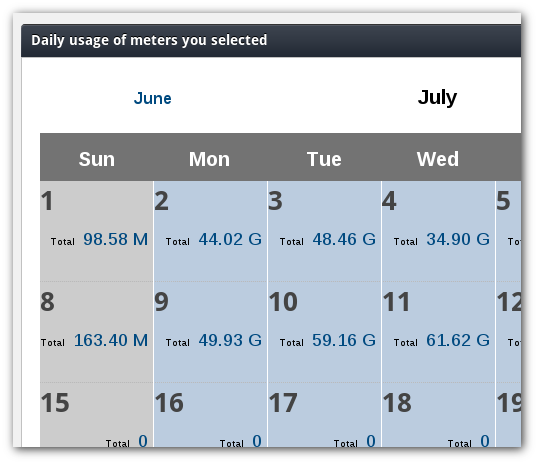 Daily usage of meters you selected
June July
Sun Mon Tue Wed
1 2 3 4 5
Total 98.58 M Total 44.02 G Total 48.46 G Total 34.90 G
8 9 10 11 12
Total 163.40 M Total 49.93 G Total 59.16 G Total 61.62 G
15 16 17 18 19
Total 0 Total 0 Total 0 Total 0